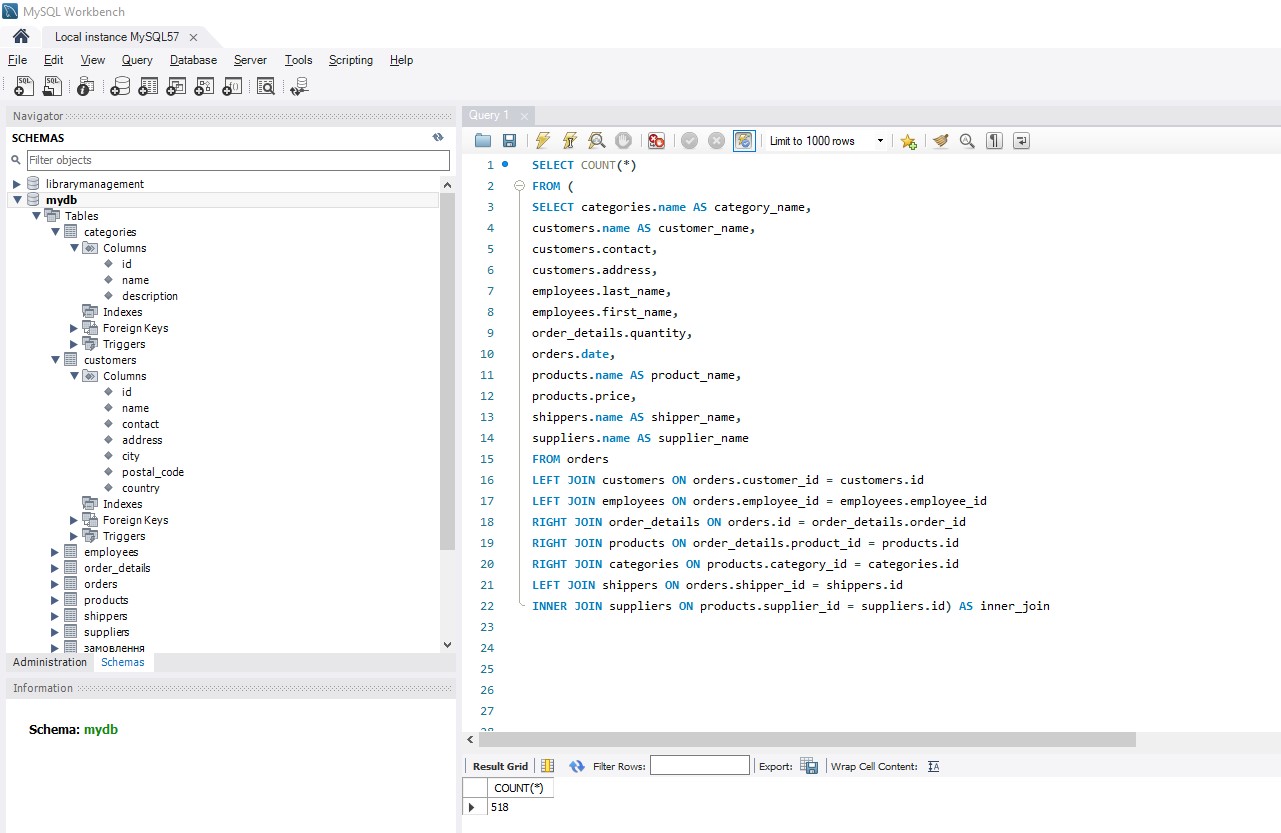 MySQL Workbench
Local instance MySQL57
File Edit View Query Database Server Tools Scripting Help
Navigator
SCHEMAS
Filter objects
librarymanagement
mydb
Tables
categories
Columns
id
name
description
Indexes
Foreign Keys
Triggers
customers
Columns
id
name
contact
address
city
postal_code
country
Indexes
Foreign Keys
Triggers
employees
order_details
orders
products
shippers
suppliers
замовлення
Administration Schemas
Information
Schema: mydb
Query 1
Limit to 1000 rows
1 SELECT COUNT(*)
2 FROM (
3 SELECT categories.name AS category_name,
4 customers.name AS customer_name,
5 customers.contact,
6 customers.address,
7 employees.last_name,
8 employees.first_name,
9 order_details.quantity,
10 orders.date,
11 products.name AS product_name,
12 products.price,
13 shippers.name AS shipper_name,
14 suppliers.name AS supplier_name
15 FROM orders
16 LEFT JOIN customers ON orders.customer_id = customers.id
17 LEFT JOIN employees ON orders.employee_id = employees.employee_id
18 RIGHT JOIN order_details ON orders.id = order_details.order_id
19 RIGHT JOIN products ON order_details.product_id = products.id
20 RIGHT JOIN categories ON products.category_id = categories.id
21 LEFT JOIN shippers ON orders.shipper_id = shippers.id
22 INNER JOIN suppliers ON products.supplier_id = suppliers.id) AS inner_join
23
24
25
26
27
28
Result Grid Filter Rows: Export: Wrap Cell Content:
COUNT(*)
518